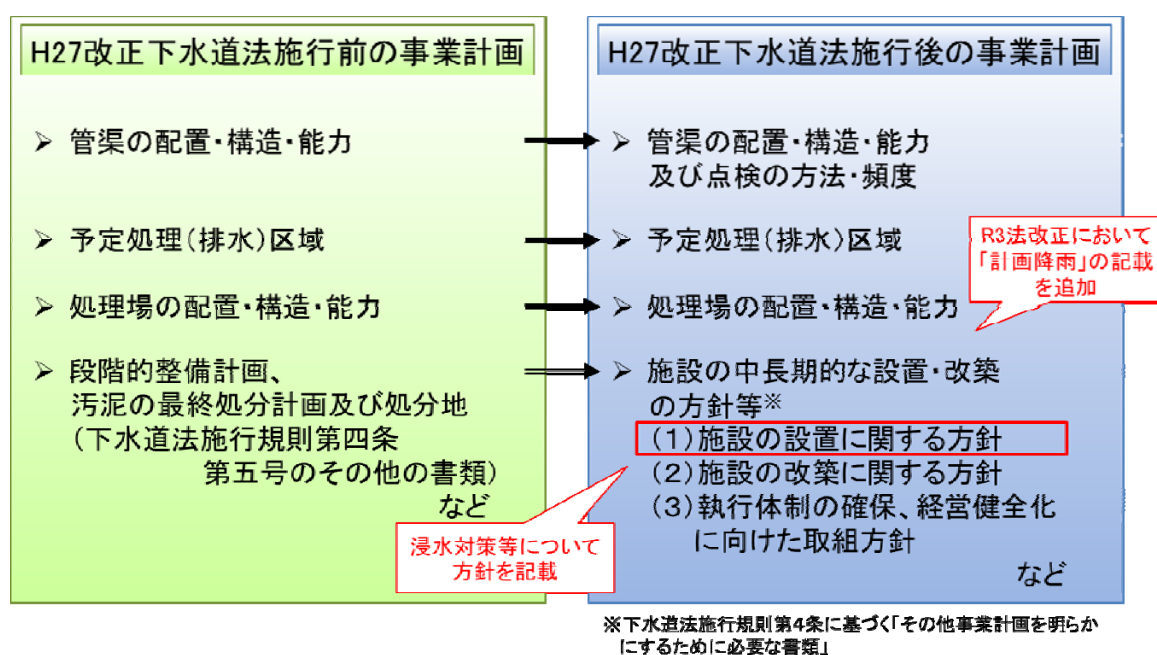 H27改正下水道法施行前の事業計画
➢ 管渠の配置・構造・能力
➢ 予定処理(排水)区域
➢ 処理場の配置・構造・能力
➢ 段階的整備計画、
汚泥の最終処分計画及び処分地
(下水道法施行規則第四条
第五号のその他の書類)
など
浸水対策等について
方針を記載
H27改正下水道法施行後の事業計画
➢ 管渠の配置・構造・能力
及び点検の方法・頻度
➢ 予定処理(排水)区域
R3法改正において
「計画降雨」の記載
を追加
➢ 処理場の配置・構造・能力
➢ 施設の中長期的な設置・改築
の方針等※
(1)施設の設置に関する方針
(2)施設の改築に関する方針
(3)執行体制の確保、経営健全化
に向けた取組方針
など
※下水道法施行規則第4条に基づく「その他事業計画を明らか
にするために必要な書類」